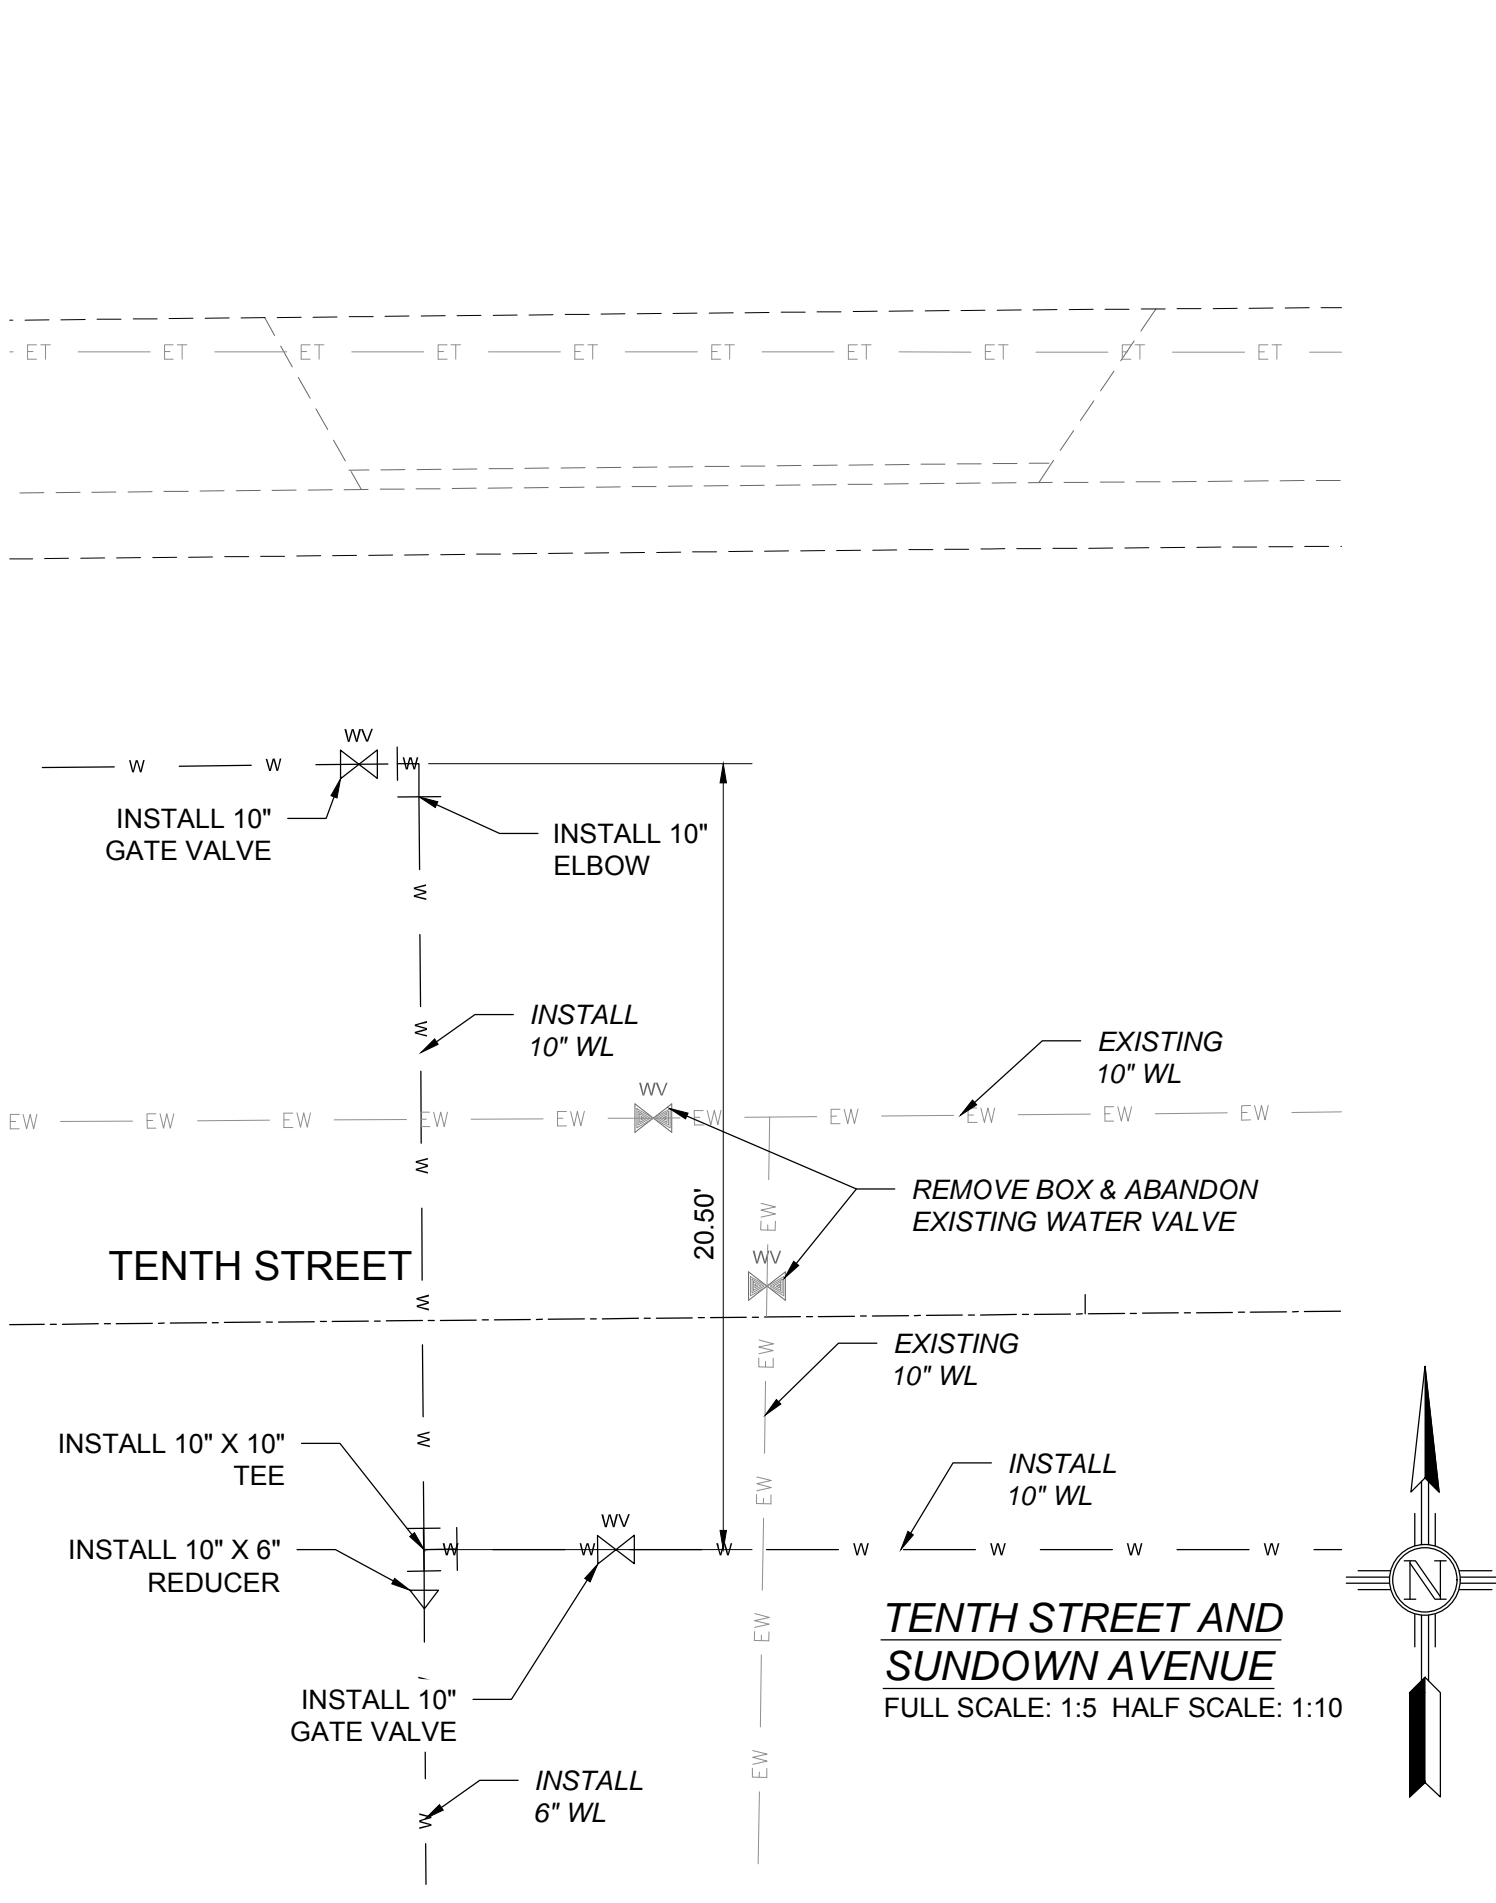 ET ET ET ET ET ET ET ET ET ET
WV
W W W
INSTALL 10"
GATE VALVE
INSTALL 10"
ELBOW
W
INSTALL
10" WL
W
EXISTING
10" WL
WV
EW EW EW EW EW EW EW EW EW EW
W
REMOVE BOX & ABANDON
EXISTING WATER VALVE
20.50'
EW
WV
TENTH STREET
W
EXISTING
10" WL
EW
INSTALL 10" X 10"
TEE
W
INSTALL
10" WL
EW
WV
W W W W W W W
INSTALL 10" X 6"
REDUCER
N
TENTH STREET AND
SUNDOWN AVENUE
FULL SCALE: 1:5 HALF SCALE: 1:10
EW
INSTALL 10"
GATE VALVE
EW
INSTALL
6" WL
W